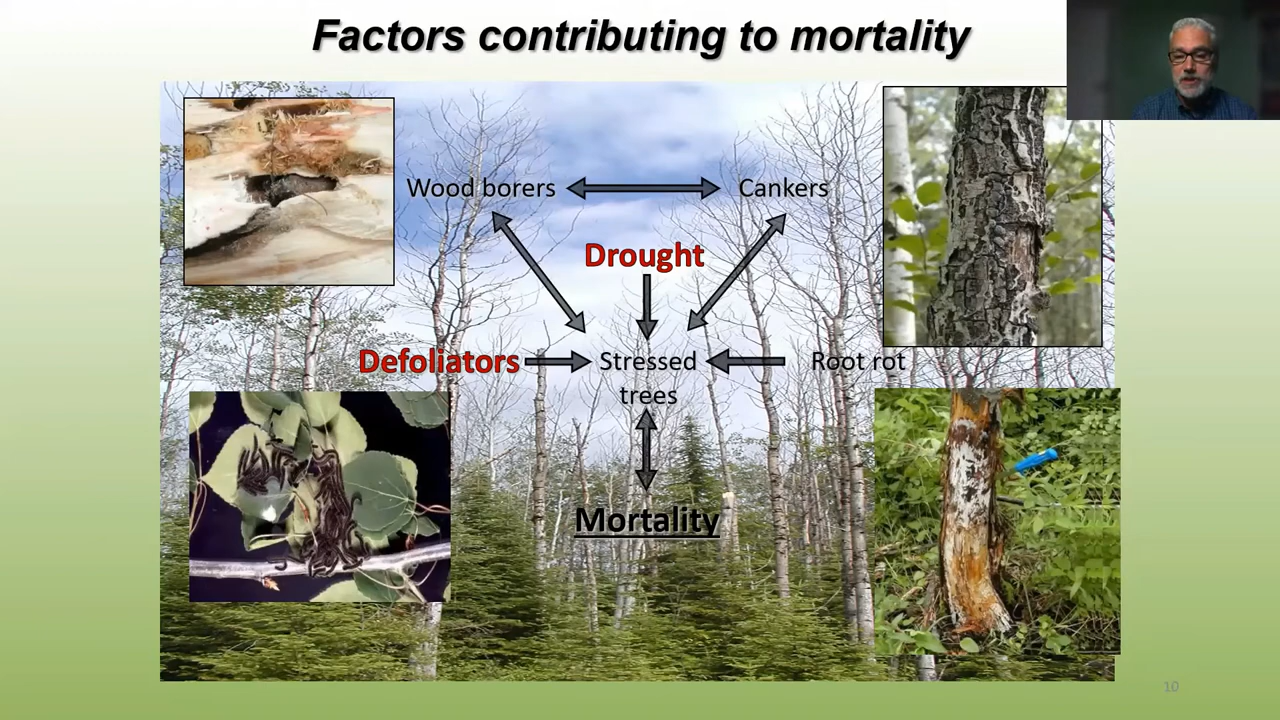 Factors contributing to mortality
Wood borers
Cankers
Drought
Defoliators
Stressed
trees
Root rot
Mortality
10